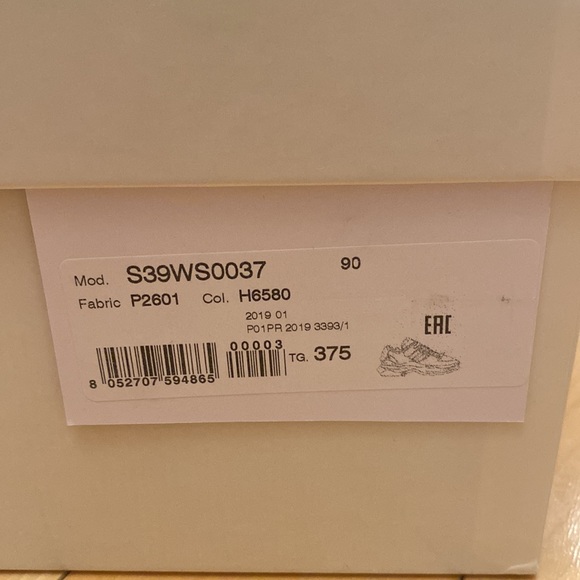 Mod. S39WS0037 90
Fabric P2601 Col. H6580
2019 01
P01PR 2019 3393/1
EAC
00003
TG. 375
8 052707 594865